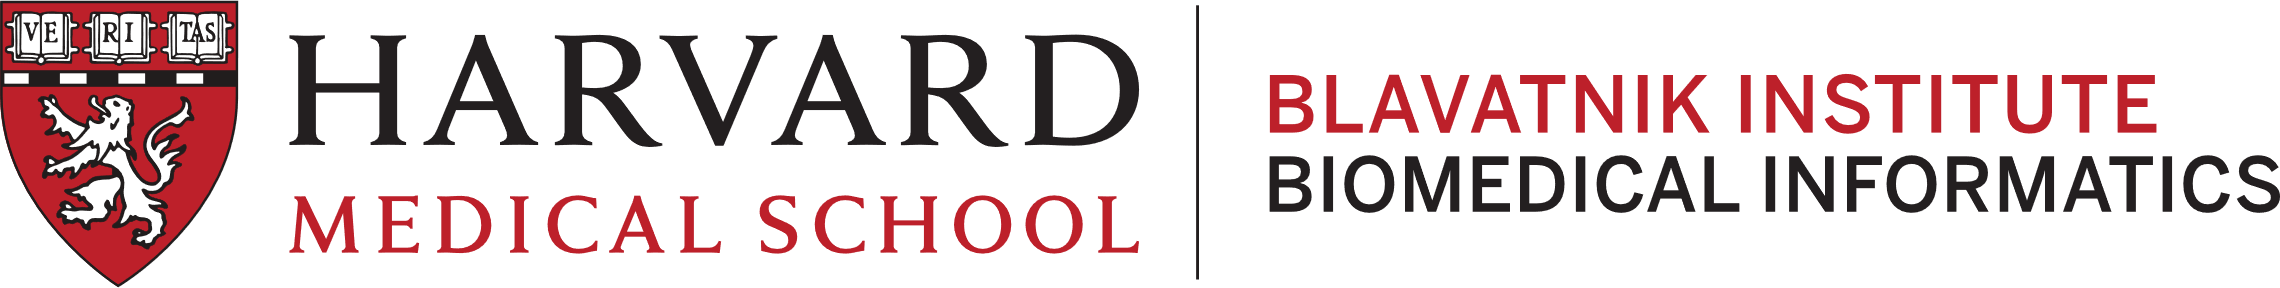 VE RI TAS
HARVARD
MEDICAL SCHOOL
BLAVATNIK INSTITUTE
BIOMEDICAL INFORMATICS